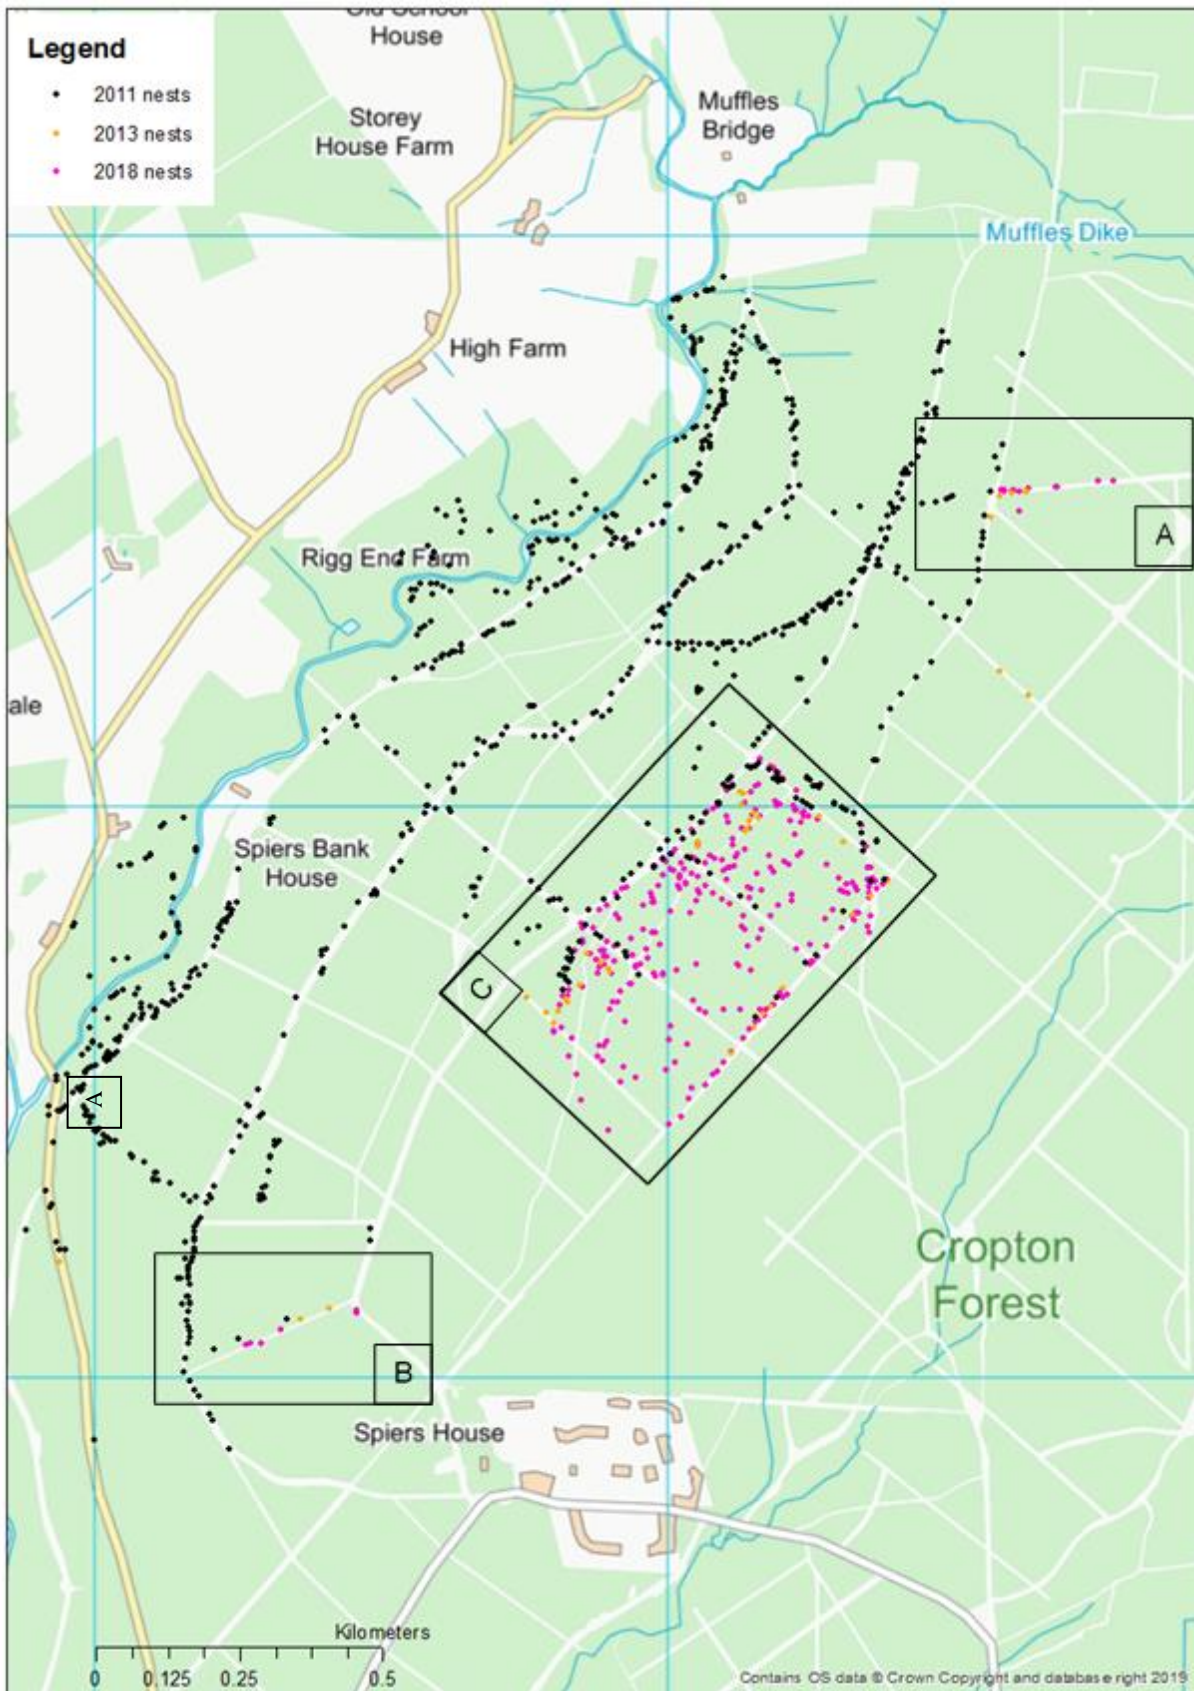 Old School
House
Legend
2011 nests
2013 nests
2018 nests
Storey
House Farm
Muffles
Bridge
Muffles Dike
High Farm
A
Rigg End Farm
ale
Spiers Bank
House
C
A
Cropton
Forest
B
Spiers House
Kilometers
0 0.125 0.25 0.5
Contains OS data © Crown Copyright and database right 2019